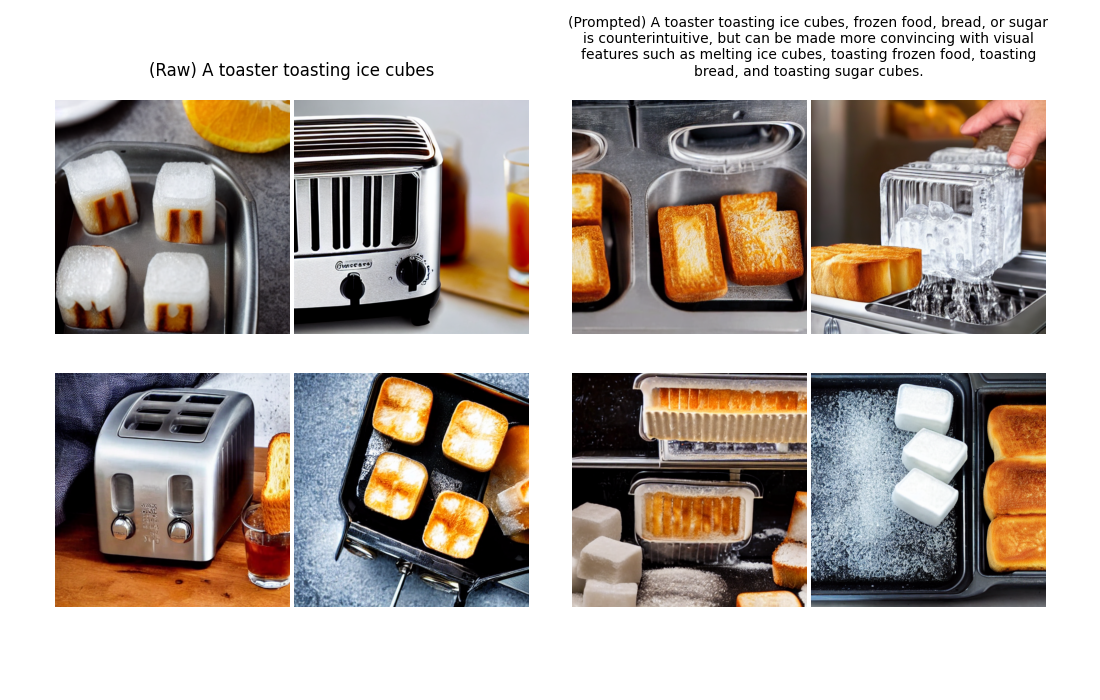 (Raw) A toaster toasting ice cubes
(Prompted) A toaster toasting ice cubes, frozen food, bread, or sugar
is counterintuitive, but can be made more convincing with visual
features such as melting ice cubes, toasting frozen food, toasting
bread, and toasting sugar cubes.